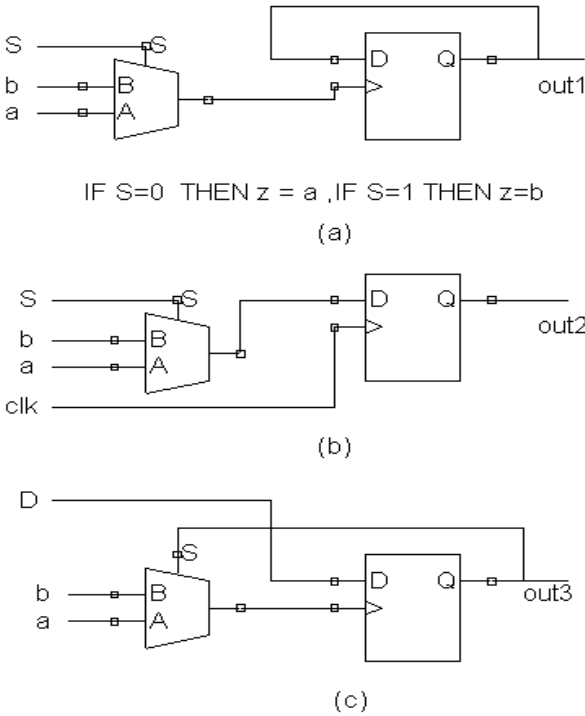 S S
b B D Q
a A out1
IF S=0 THEN z = a ,IF S=1 THEN z=b
(a)
S S D Q
b B out2
a A
clk
(b)
D
S
b B D Q
a A out3
(c)